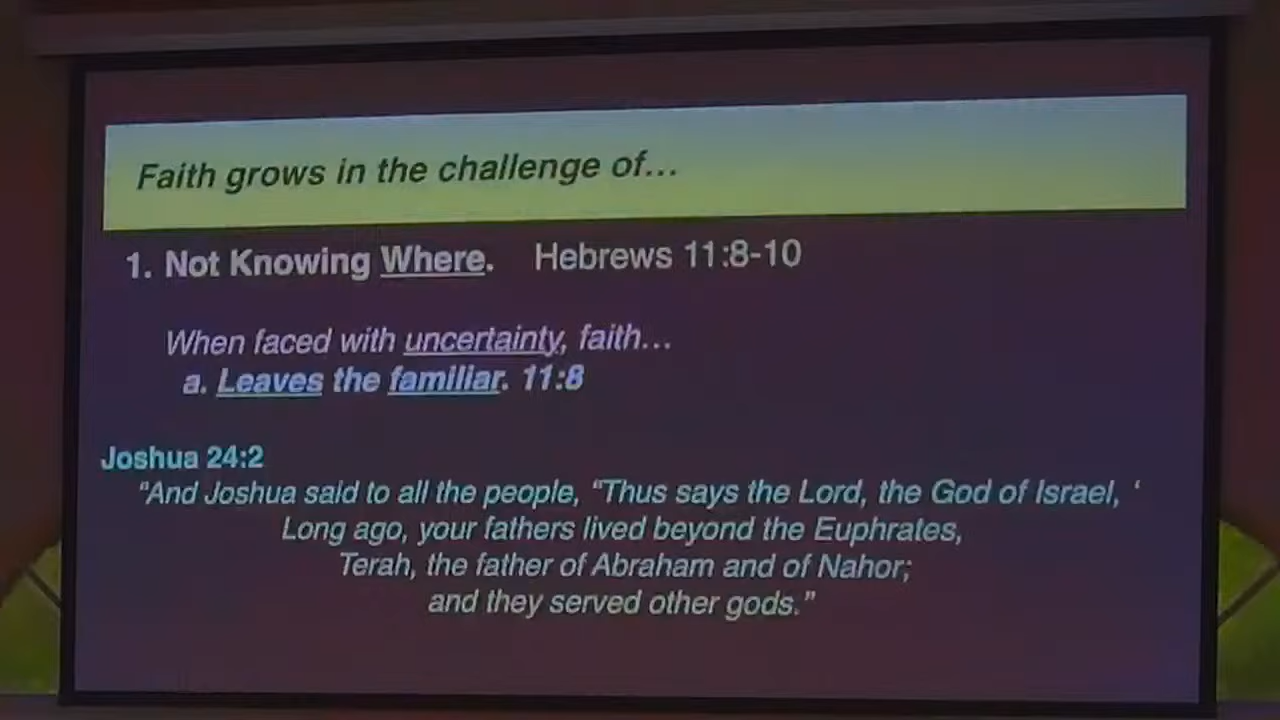 Faith grows in the challenge of...
1. Not Knowing Where. Hebrews 11:8-10
When faced with uncertainty, faith...
a. Leaves the familiar. 11:8
Joshua 24:2
"And Joshua said to all the people, "Thus says the Lord, the God of Israel, '
Long ago, your fathers lived beyond the Euphrates,
Terah, the father of Abraham and of Nahor;
and they served other gods."